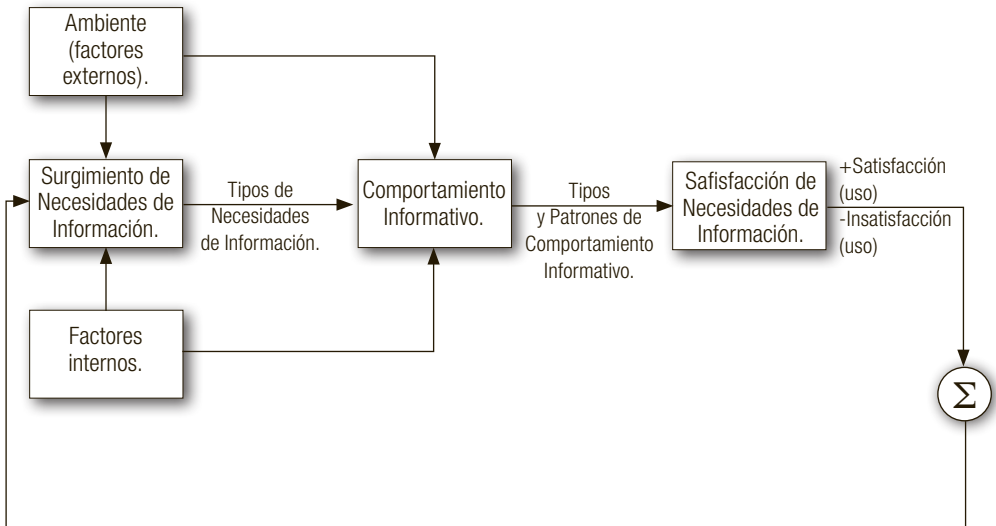 Ambiente
(factores
externos).
Surgimiento de
Necesidades de
Información.
Tipos de
Necesidades
de Información.
Comportamiento
Informativo.
Tipos
y Patrones de
Comportamiento
Informativo.
Safisfacción de
Necesidades de
Información.
+Satisfacción
(uso)
-Insatisfacción
(uso)
Factores
internos.
Σ